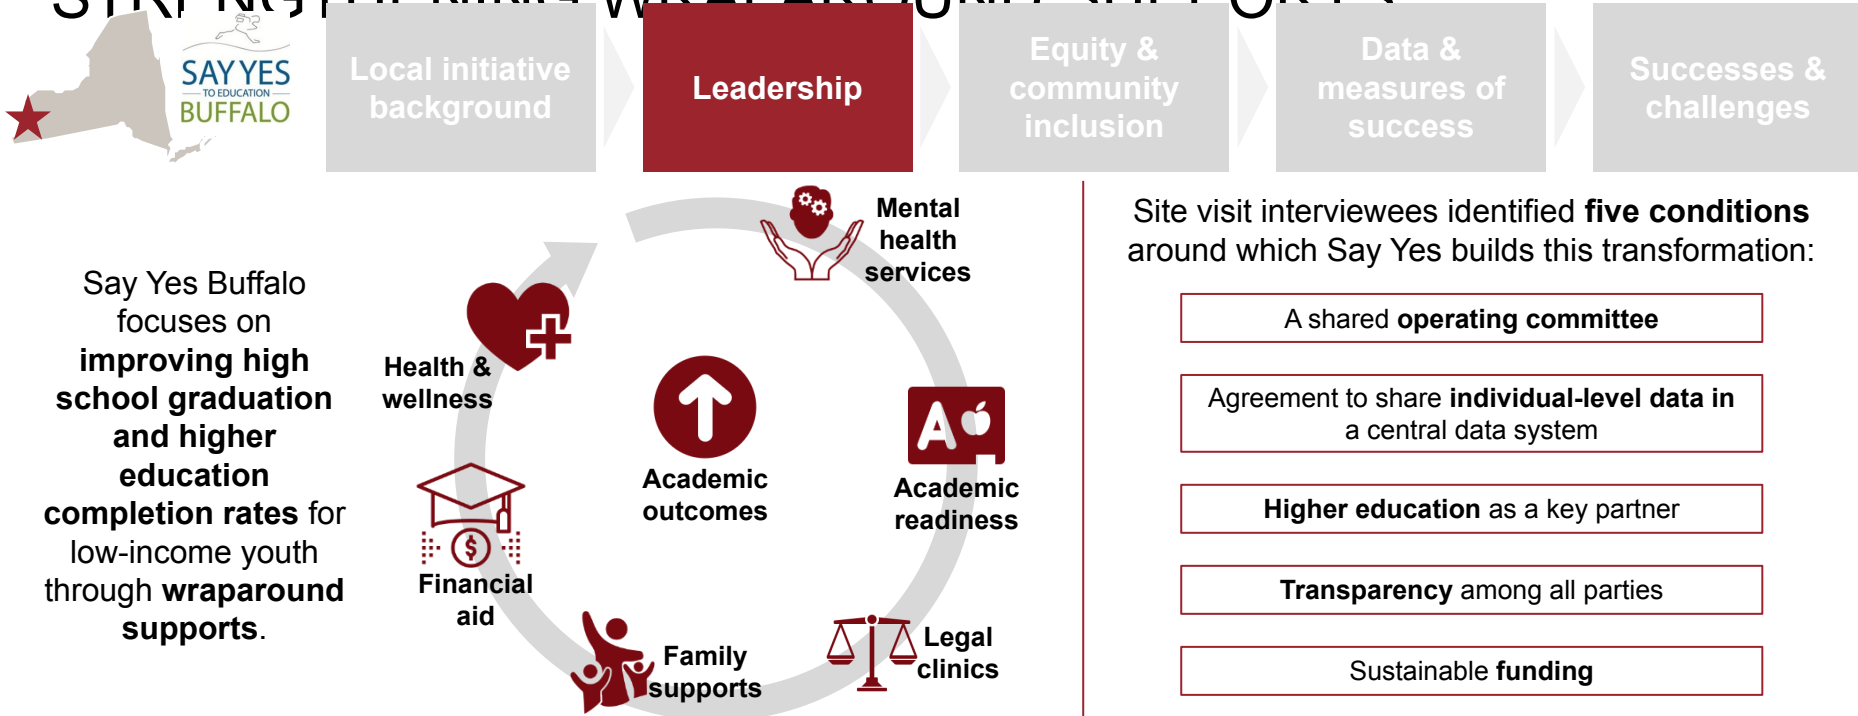 STRENGTHENING WRAPAROUND SUPPORTS
SAY YES
TO EDUCATION
BUFFALO
Local initiative
background
Leadership
Equity &
community
inclusion
Data &
measures of
success
Successes &
challenges
Say Yes Buffalo
focuses on
improving high
school graduation
and higher
education
completion rates for
low-income youth
through wraparound
supports.
Mental
health
services
Health &
wellness
Academic
outcomes
A
Academic
readiness
$
Financial
aid
Family
supports
Legal
clinics
Site visit interviewees identified five conditions
around which Say Yes builds this transformation:
A shared operating committee
Agreement to share individual-level data in
a central data system
Higher education as a key partner
Transparency among all parties
Sustainable funding